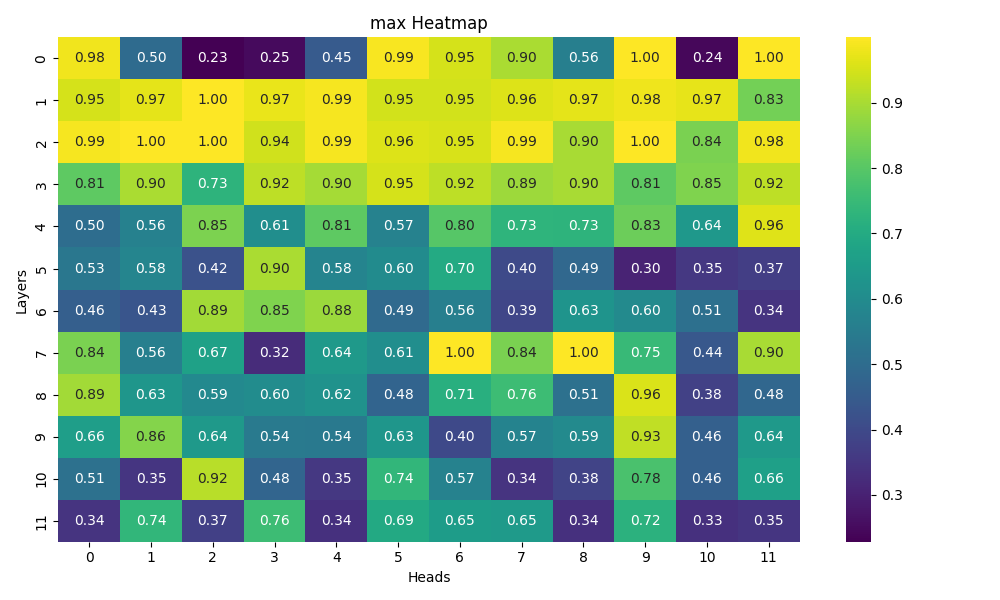 max Heatmap
0 0.98 0.50 0.23 0.25 0.45 0.99 0.95 0.90 0.56 1.00 0.24 1.00
1 0.95 0.97 1.00 0.97 0.99 0.95 0.95 0.96 0.97 0.98 0.97 0.83
2 0.99 1.00 1.00 0.94 0.99 0.96 0.95 0.99 0.90 1.00 0.84 0.98
3 0.81 0.90 0.73 0.92 0.90 0.95 0.92 0.89 0.90 0.81 0.85 0.92
4 0.50 0.56 0.85 0.61 0.81 0.57 0.80 0.73 0.73 0.83 0.64 0.96
5 0.53 0.58 0.42 0.90 0.58 0.60 0.70 0.40 0.49 0.30 0.35 0.37
6 0.46 0.43 0.89 0.85 0.88 0.49 0.56 0.39 0.63 0.60 0.51 0.34
7 0.84 0.56 0.67 0.32 0.64 0.61 1.00 0.84 1.00 0.75 0.44 0.90
8 0.89 0.63 0.59 0.60 0.62 0.48 0.71 0.76 0.51 0.96 0.38 0.48
9 0.66 0.86 0.64 0.54 0.54 0.63 0.40 0.57 0.59 0.93 0.46 0.64
10 0.51 0.35 0.92 0.48 0.35 0.74 0.57 0.34 0.38 0.78 0.46 0.66
11 0.34 0.74 0.37 0.76 0.34 0.69 0.65 0.65 0.34 0.72 0.33 0.35
0 1 2 3 4 5 6 7 8 9 10 11
Heads
Layers
0.9
0.8
0.7
0.6
0.5
0.4
0.3